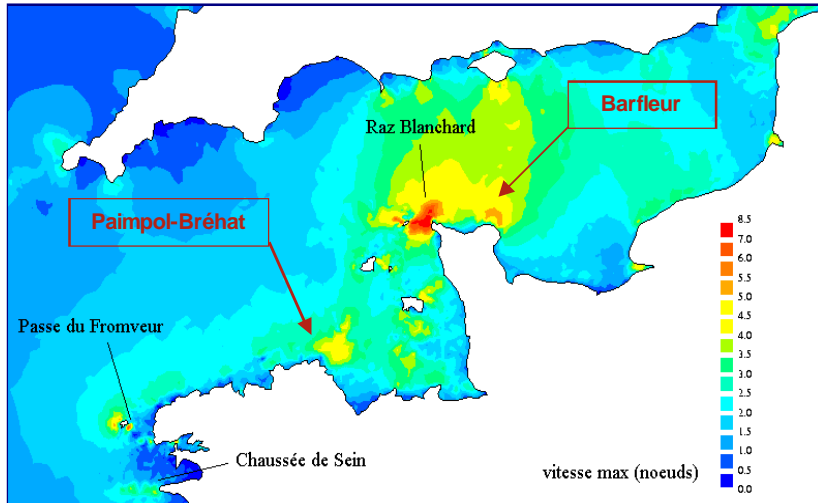 Barfleur
Raz Blanchard
Paimpol-Bréhat
Passe du Fromveur
Chaussée de Sein
vitesse max (noeuds)
8.5
7.0
6.0
5.5
5.0
4.5
4.0
3.5
3.0
2.5
2.0
1.5
1.0
0.5
0.0